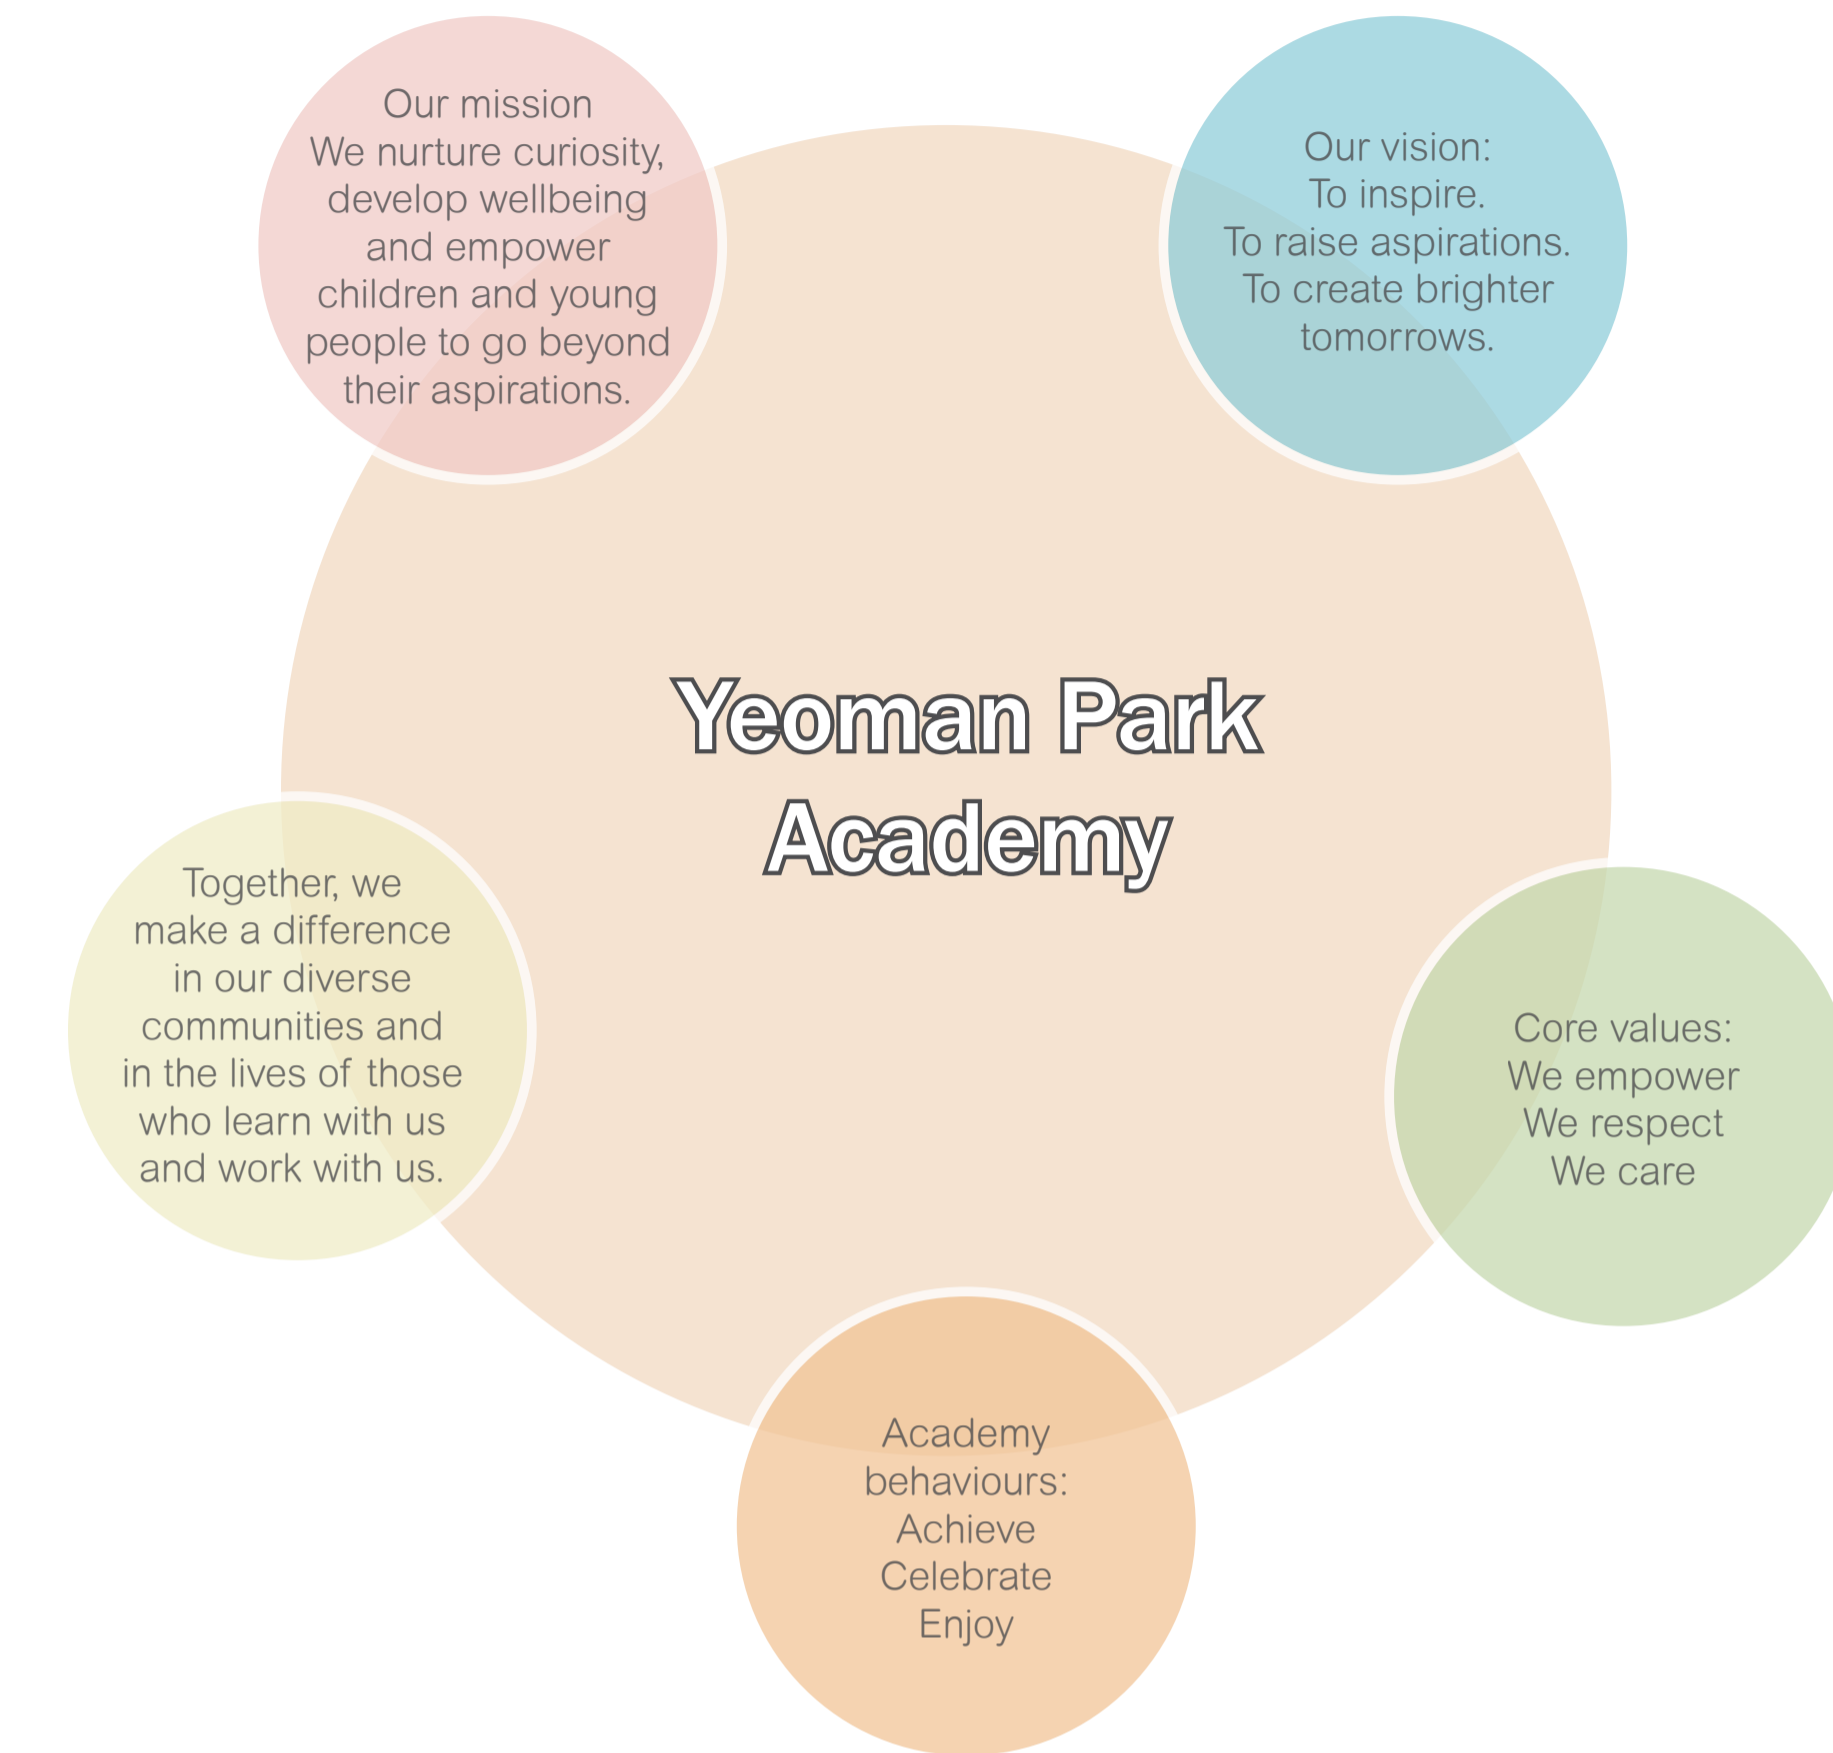 Our mission
We nurture curiosity,
develop wellbeing
and empower
children and young
people to go beyond
their aspirations.
Our vision:
To inspire.
To raise aspirations.
To create brighter
tomorrows.
Yeoman Park
Academy
Together, we
make a difference
in our diverse
communities and
in the lives of those
who learn with us
and work with us.
Core values:
We empower
We respect
We care
Academy
behaviours:
Achieve
Celebrate
Enjoy